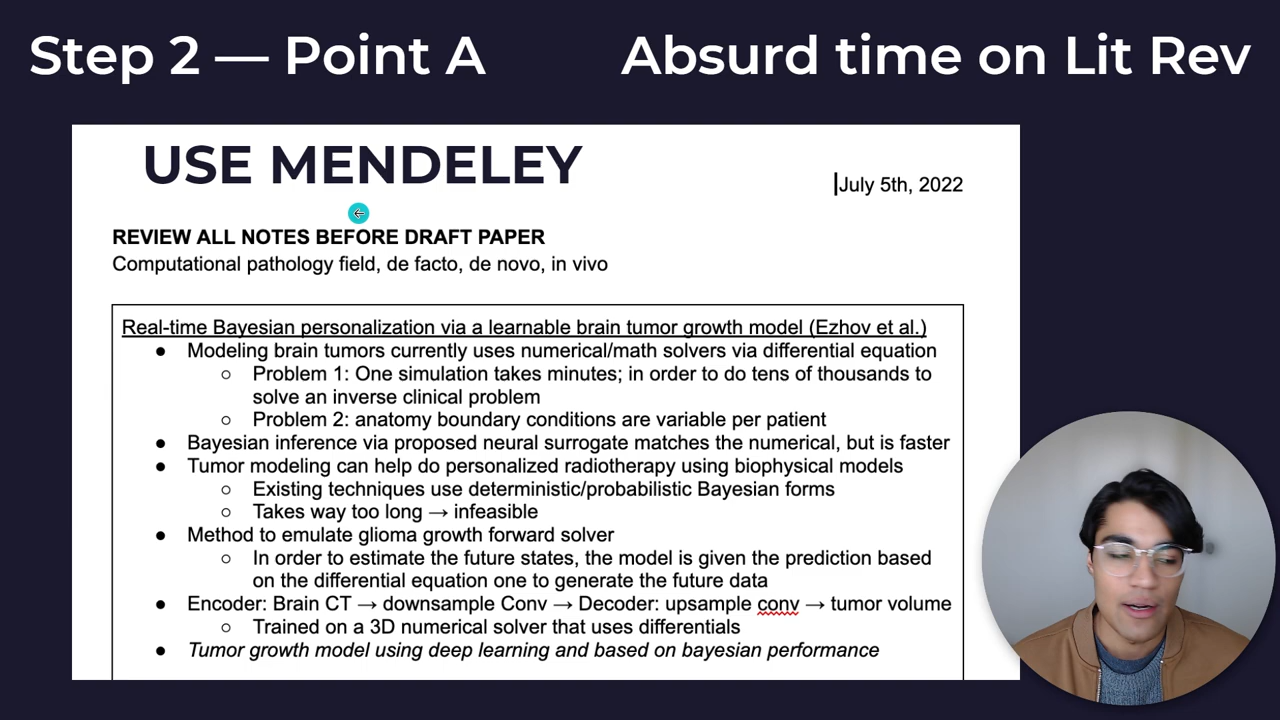 Step 2 — Point A
Absurd time on Lit Rev
USE MENDELEY
July 5th, 2022
REVIEW ALL NOTES BEFORE DRAFT PAPER
Computational pathology field, de facto, de novo, in vivo
Real-time Bayesian personalization via a learnable brain tumor growth model (Ezhov et al.)
● Modeling brain tumors currently uses numerical/math solvers via differential equation
○ Problem 1: One simulation takes minutes; in order to do tens of thousands to
solve an inverse clinical problem
○ Problem 2: anatomy boundary conditions are variable per patient
● Bayesian inference via proposed neural surrogate matches the numerical, but is faster
● Tumor modeling can help do personalized radiotherapy using biophysical models
○ Existing techniques use deterministic/probabilistic Bayesian forms
○ Takes way too long → infeasible
● Method to emulate glioma growth forward solver
○ In order to estimate the future states, the model is given the prediction based
on the differential equation one to generate the future data
● Encoder: Brain CT → downsample Conv → Decoder: upsample conv → tumor volume
○ Trained on a 3D numerical solver that uses differentials
● Tumor growth model using deep learning and based on bayesian performance